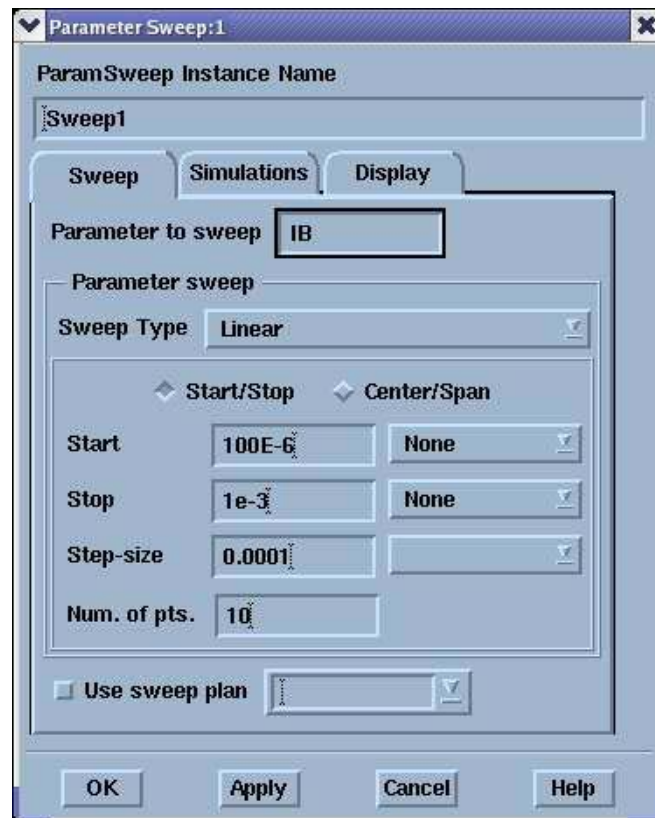 Parameter Sweep:1
ParamSweep Instance Name
Sweep1
Sweep Simulations Display
Parameter to sweep IB
Parameter sweep
Sweep Type Linear
Start/Stop Center/Span
Start 100E-6 None
Stop 1e-3 None
Step-size 0.0001
Num. of pts. 10
Use sweep plan
OK Apply Cancel Help